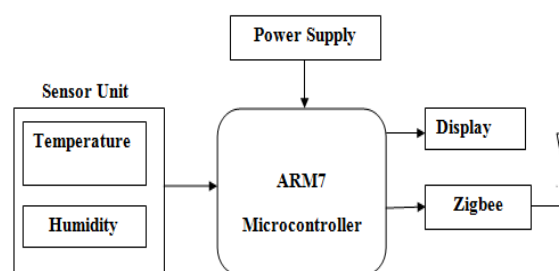 Power Supply
Sensor Unit
Temperature
Humidity
ARM7
Microcontroller
Display
Zigbee